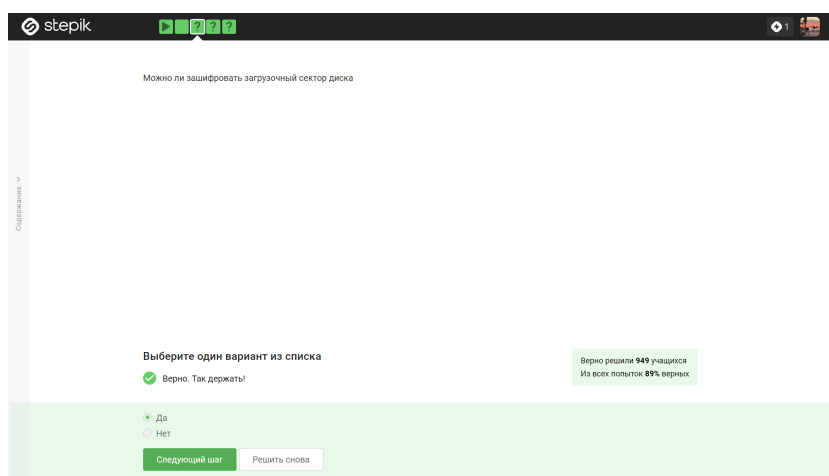 stepik
? ? ?
1
Можно ли зашифровать загрузочный сектор диска
Содержание
Выберите один вариант из списка
Верно. Так держать!
Верно решили 949 учащихся
Из всех попыток 89% верных
Да
Нет
Следующий шаг
Решить снова